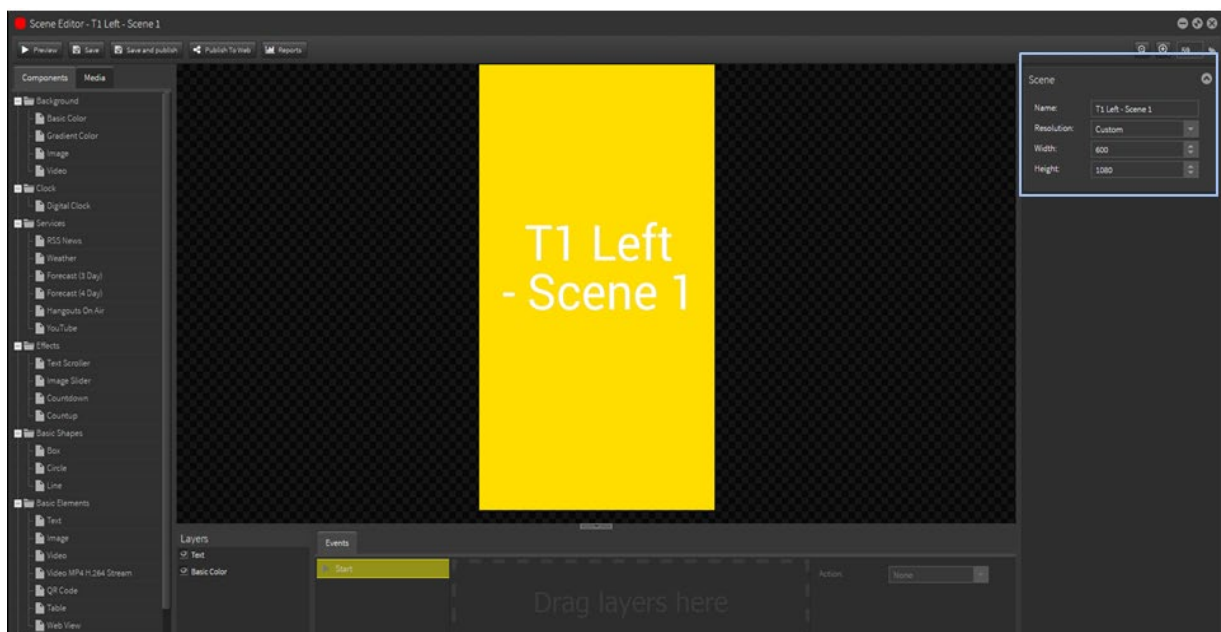 Scene Editor - T1 Left - Scene 1
Preview Save Save and publish Publish To Web Reports
59 %
Components Media
Background
Basic Color
Gradient Color
Image
Video
Clock
Digital Clock
Services
RSS News
Weather
Forecast (3 Day)
Forecast (4 Day)
Hangouts On Air
YouTube
Effects
Text Scroller
Image Slider
Countdown
Countup
Basic Shapes
Box
Circle
Line
Basic Elements
Text
Image
Video
Video MP4 H.264 Stream
QR Code
Table
Web View
T1 Left
- Scene 1
Layers
Text
Basic Color
Events
Start
Drag layers here
Action: None
Scene
Name: T1 Left - Scene 1
Resolution: Custom
Width: 600
Height: 1080